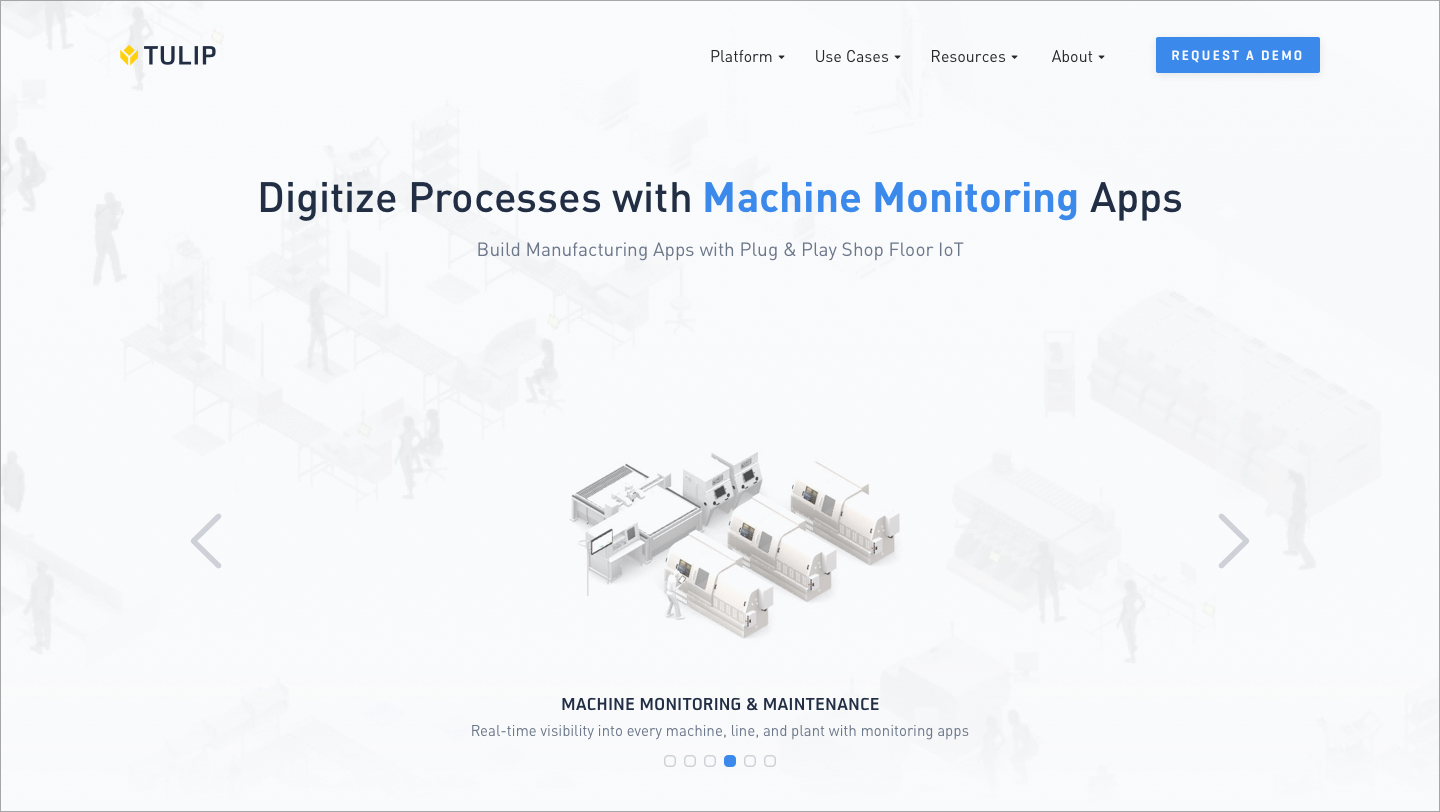 TULIP
Platform
Use Cases
Resources
About
REQUEST A DEMO
Digitize Processes with Machine Monitoring Apps
Build Manufacturing Apps with Plug & Play Shop Floor IoT
MACHINE MONITORING & MAINTENANCE
Real-time visibility into every machine, line, and plant with monitoring apps